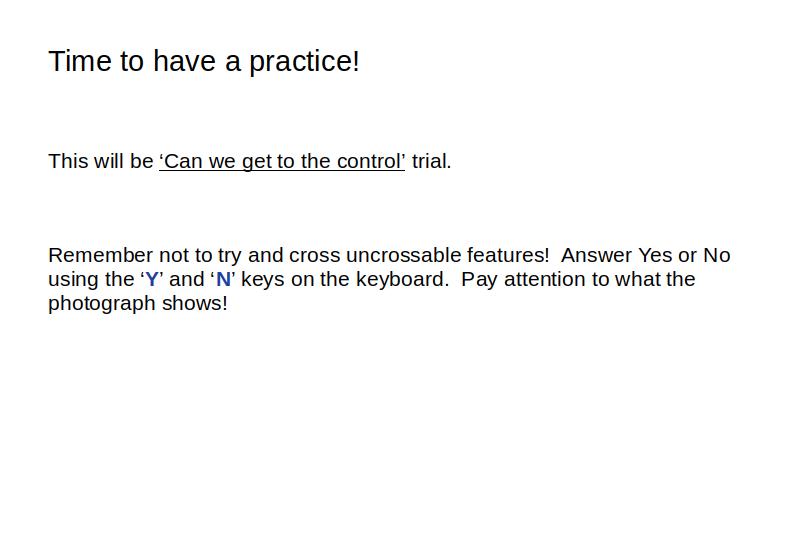 Time to have a practice!
This will be ‘Can we get to the control’ trial.
Remember not to try and cross uncrossable features!  Answer Yes or No
using the ‘Y’ and ‘N’ keys on the keyboard.  Pay attention to what the
photograph shows!